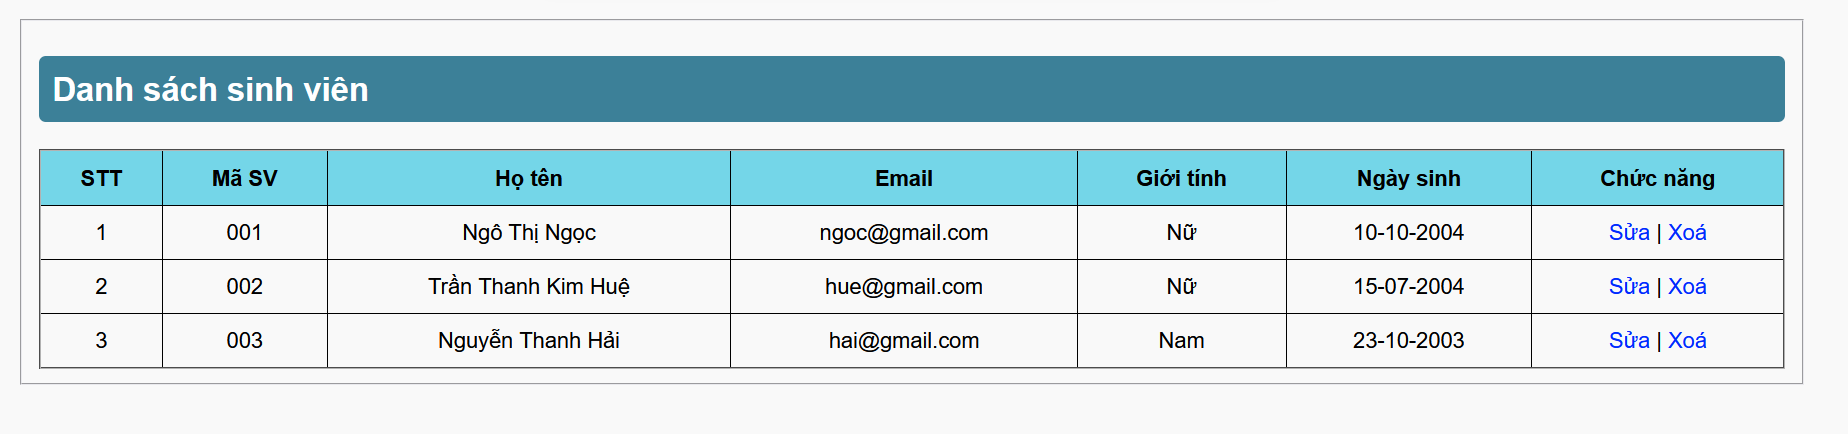 Danh sách sinh viên
STT Mã SV Họ tên Email Giới tính Ngày sinh Chức năng
1 001 Ngô Thị Ngọc ngoc@gmail.com Nữ 10-10-2004 Sửa | Xoá
2 002 Trần Thanh Kim Huệ hue@gmail.com Nữ 15-07-2004 Sửa | Xoá
3 003 Nguyễn Thanh Hải hai@gmail.com Nam 23-10-2003 Sửa | Xoá